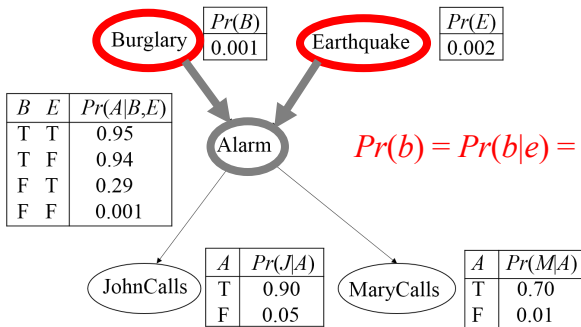 Burglary
Pr(B)
0.001
Earthquake
Pr(E)
0.002
B E Pr(A|B,E)
T T 0.95
T F 0.94
F T 0.29
F F 0.001
Alarm
Pr(b) = Pr(b|e) =
JohnCalls
A Pr(J|A)
T 0.90
F 0.05
MaryCalls
A Pr(M|A)
T 0.70
F 0.01